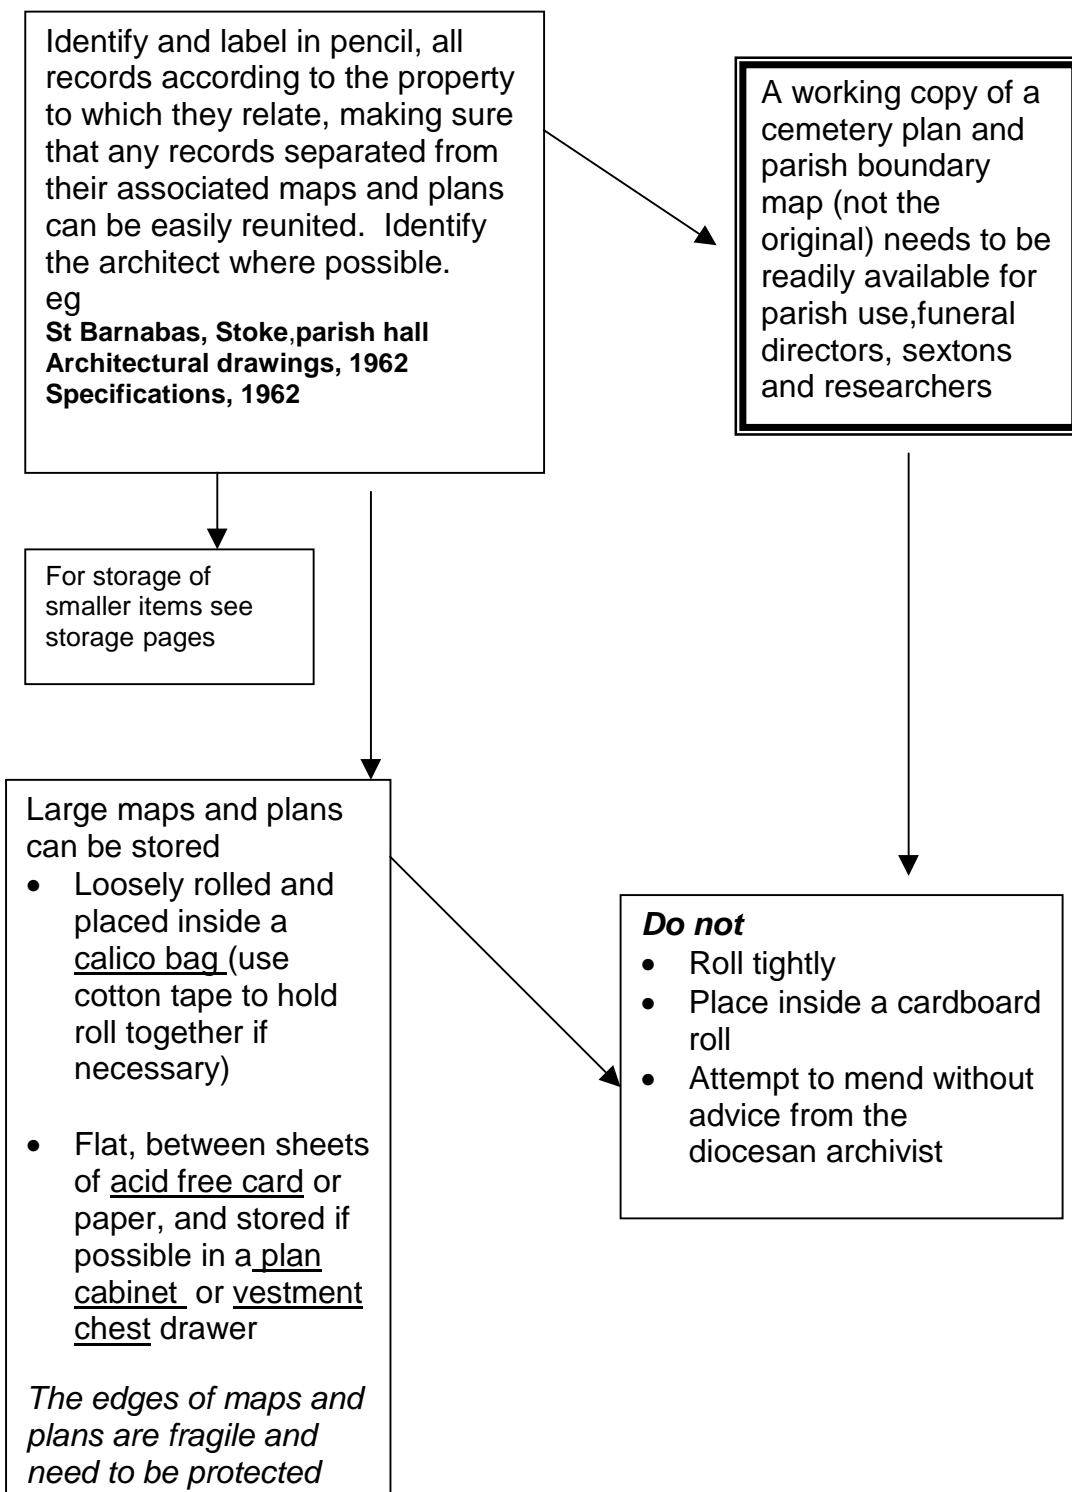 Identify and label in pencil, all
records according to the property
to which they relate, making sure
that any records separated from
their associated maps and plans
can be easily reunited.  Identify
the architect where possible.
eg
St Barnabas, Stoke,parish hall
Architectural drawings, 1962
Specifications, 1962
A working copy of a
cemetery plan and
parish boundary
map (not the
original) needs to be
readily available for
parish use,funeral
directors, sextons
and researchers
For storage of
smaller items see
storage pages
Large maps and plans
can be stored
• Loosely rolled and
placed inside a
calico bag (use
cotton tape to hold
roll together if
necessary)
• Flat, between sheets
of acid free card or
paper, and stored if
possible in a plan
cabinet  or vestment
chest drawer
The edges of maps and
plans are fragile and
need to be protected
Do not
• Roll tightly
• Place inside a cardboard
roll
• Attempt to mend without
advice from the
diocesan archivist